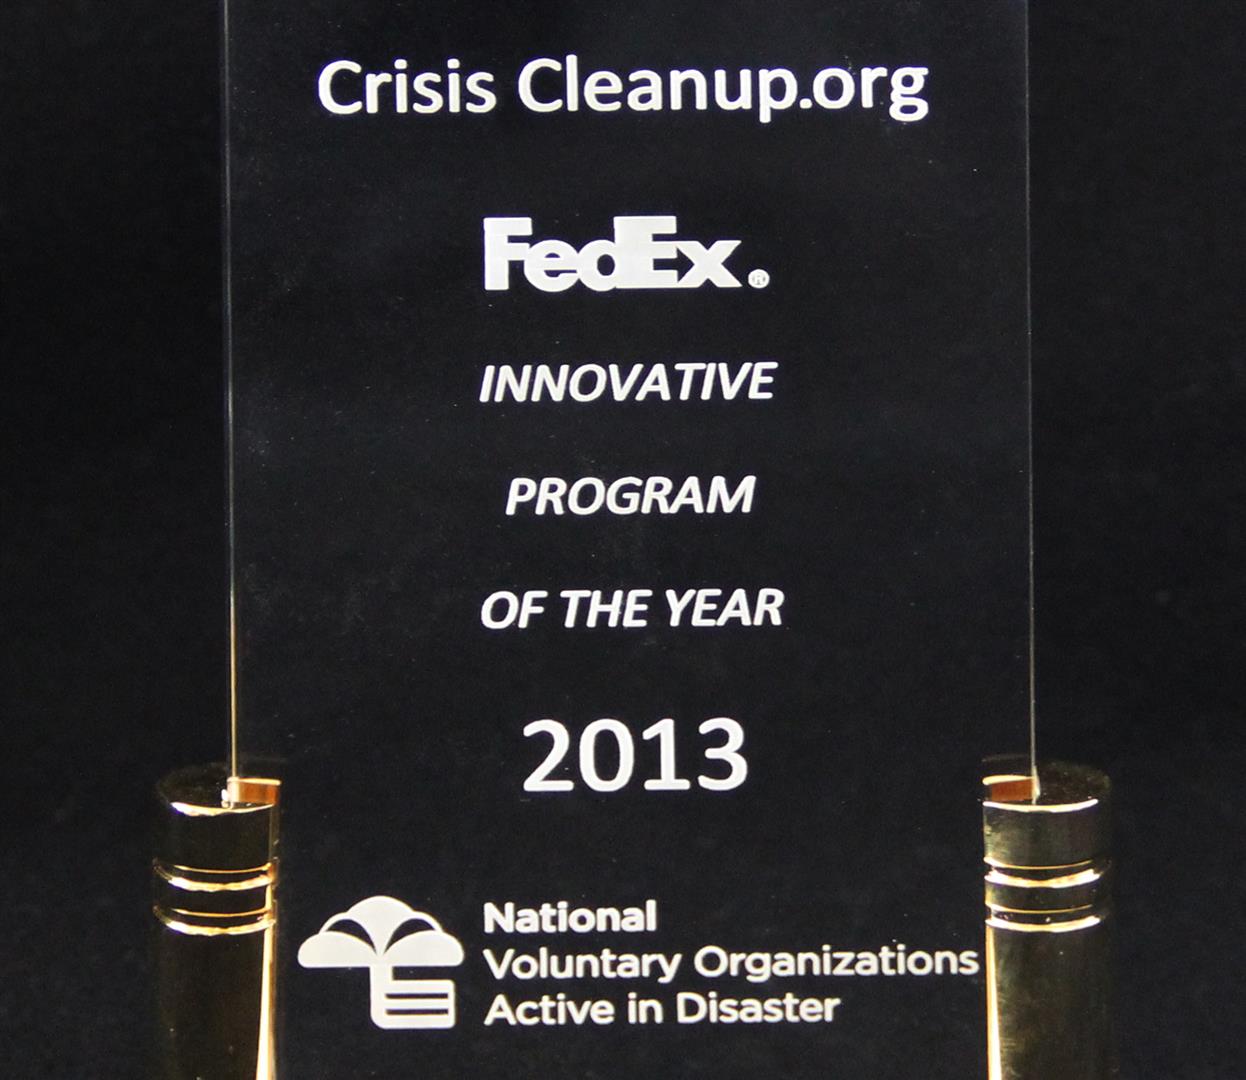 Crisis Cleanup.org
FedEx®
INNOVATIVE
PROGRAM
OF THE YEAR
2013
National
Voluntary Organizations
Active in Disaster